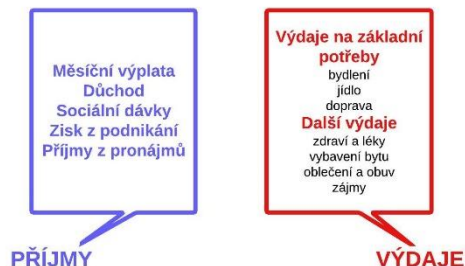 Měsíční výplata
Důchod
Sociální dávky
Zisk z podnikání
Příjmy z pronájmů
PŘÍJMY
Výdaje na základní
potřeby
bydlení
jídlo
doprava
Další výdaje
zdraví a léky
vybavení bytu
oblečení a obuv
zájmy
VÝDAJE